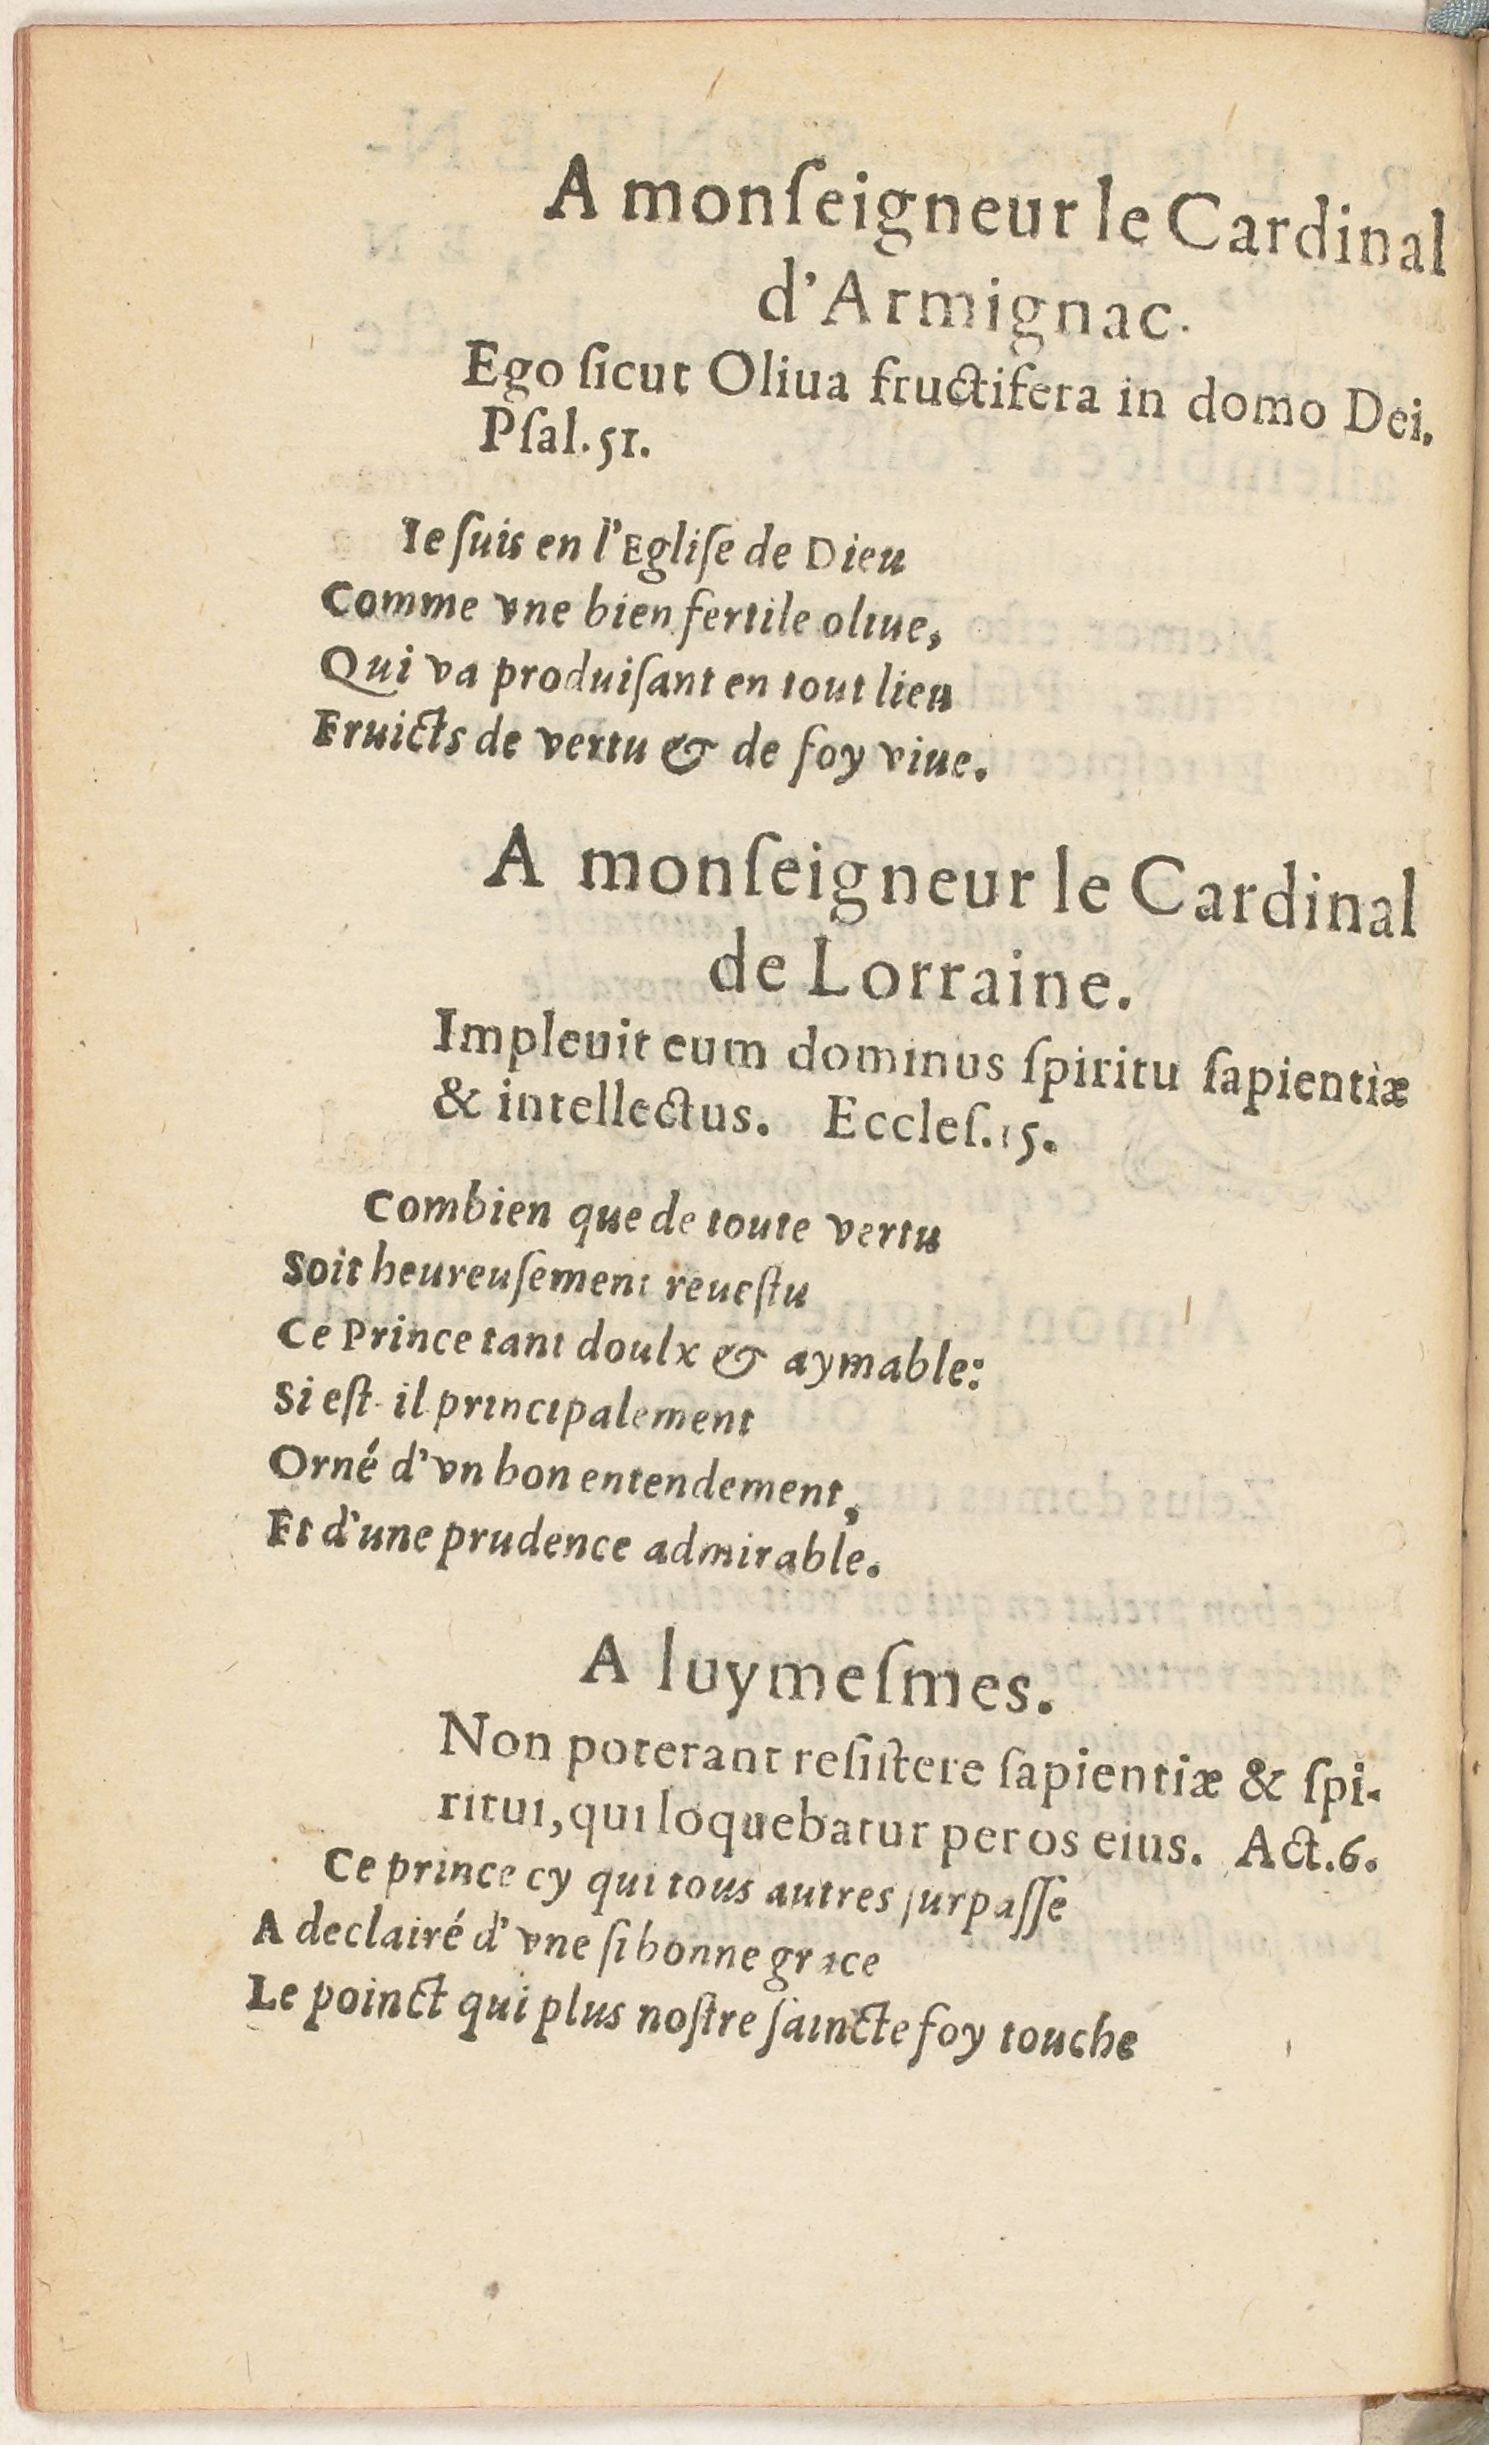 A monſeigneur le Cardinal
d'Armignac.
Ego ſicut Oliua fructifera in domo Dei.
Pſal. 51.
Ie ſuis en l'Egliſe de Dieu
Comme vne bien fertile oliue,
Qui va produiſant en tout lieu
Fruicts de vertu & de foy viue.
A monſeigneur le Cardinal
de Lorraine.
Impleuit eum dominus ſpiritu ſapientiæ
& intellectus. Eccleſ. 15.
Combien que de toute vertu
Soit heureuſement reueſtu
Ce Prince tant doulx & aymable:
Si eſt il principalement
Orné d'vn bon entendement,
Et d'une prudence admirable.
A luymeſmes.
Non poterant reſiſtere ſapientiæ & ſpi-
ritui, qui loquebatur per os eius. Act. 6.
Ce prince cy qui tous autres ſurpaſſe
A declairé d'vne ſi bonne grace
Le poinct qui plus noſtre ſaincte foy touche